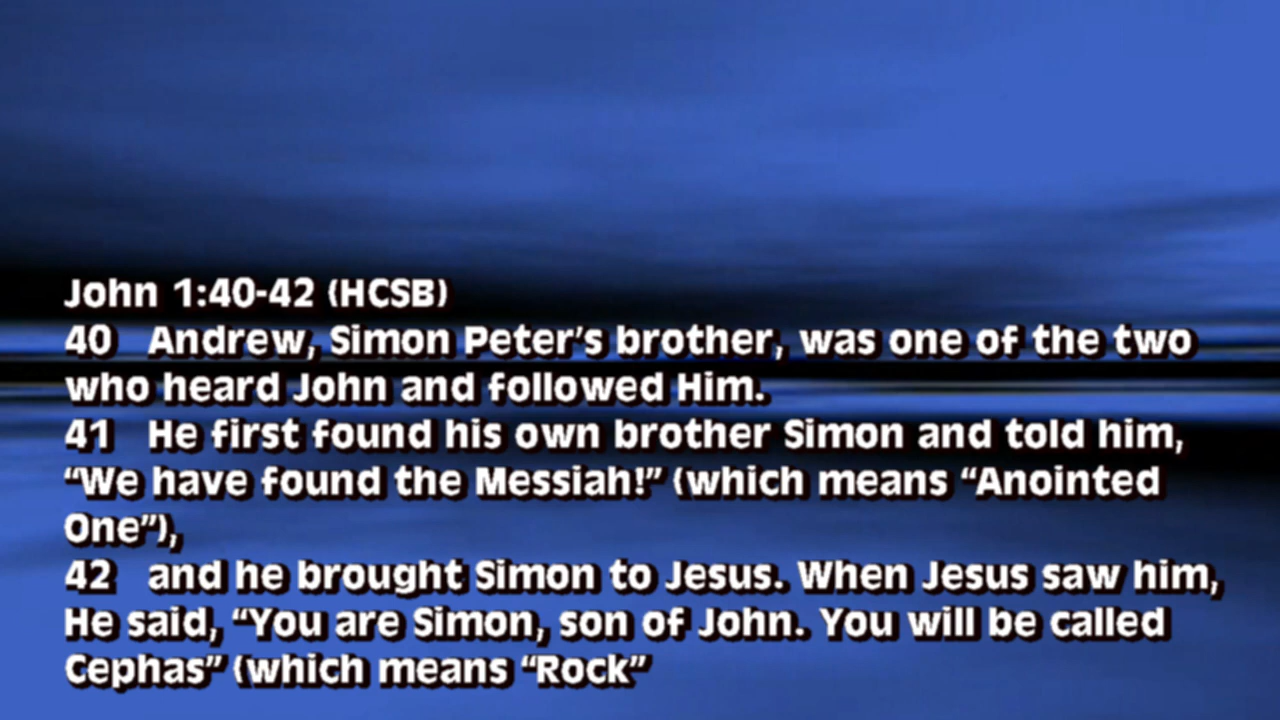 John 1:40-42 (HCSB)
40 Andrew, Simon Peter's brother, was one of the two
who heard John and followed Him.
41 He first found his own brother Simon and told him,
“We have found the Messiah!” (which means “Anointed
One”),
42 and he brought Simon to Jesus. When Jesus saw him,
He said, “You are Simon, son of John. You will be called
Cephas” (which means “Rock”